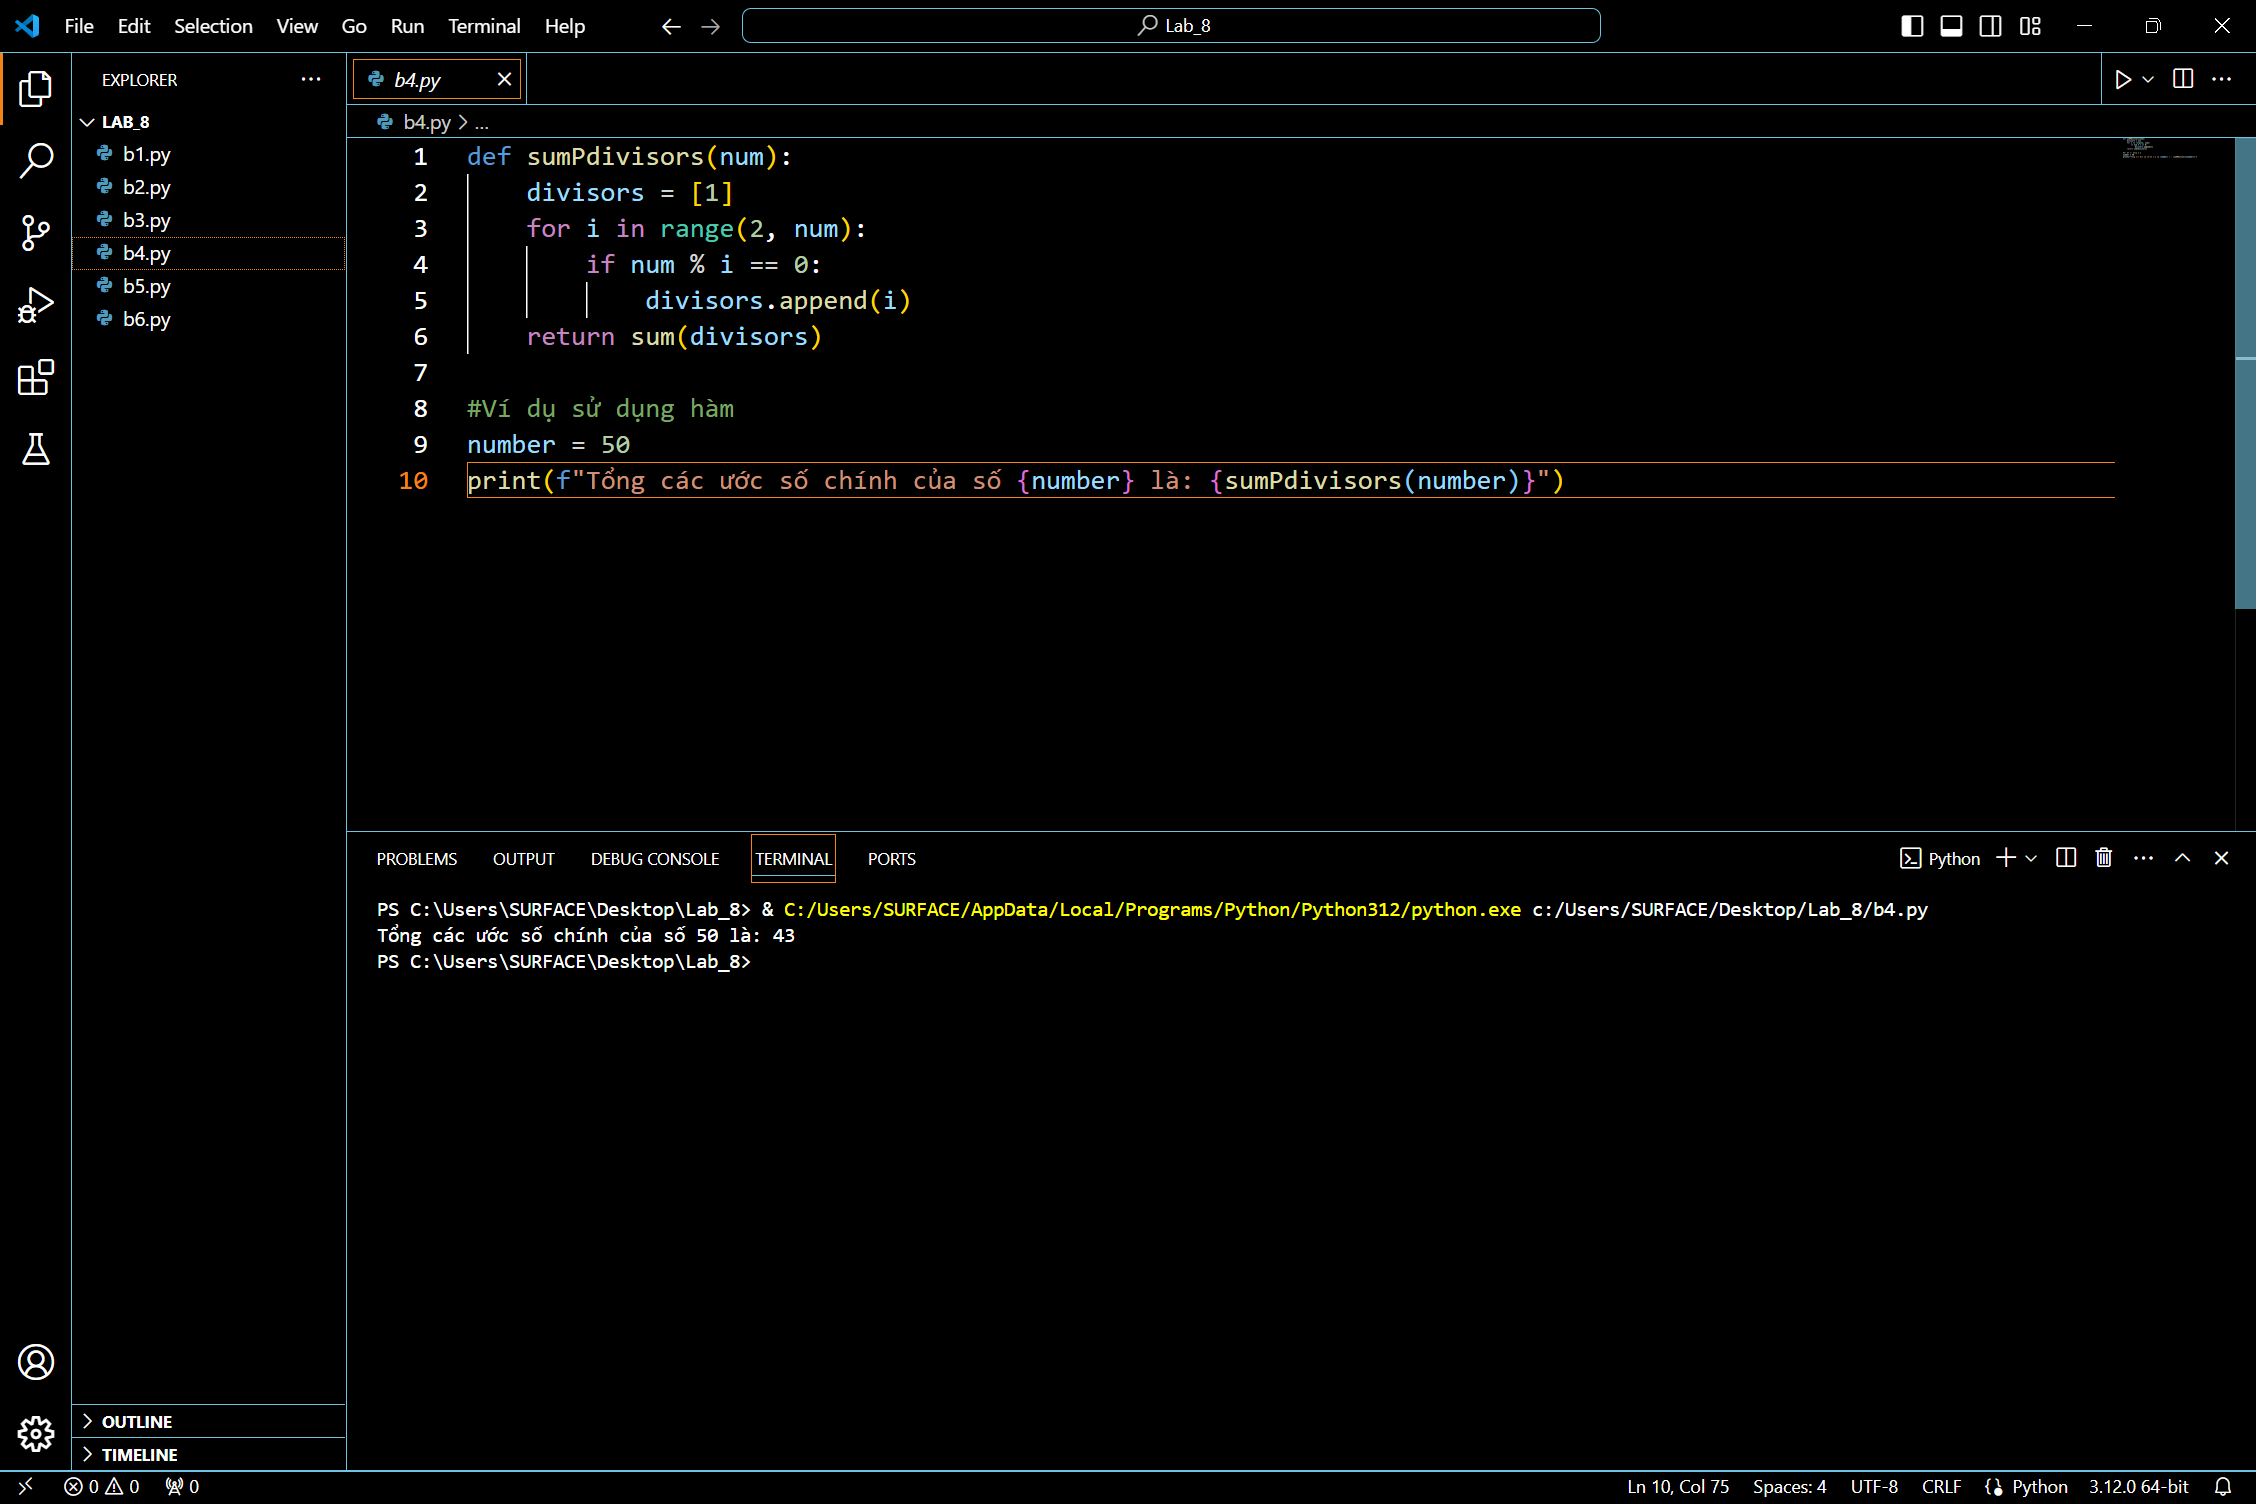 File Edit Selection View Go Run Terminal Help
Lab_8
EXPLORER
LAB_8
b1.py
b2.py
b3.py
b4.py
b5.py
b6.py
OUTLINE
TIMELINE
b4.py
b4.py > ...
1 def sumPdivisors(num):
2     divisors = [1]
3     for i in range(2, num):
4         if num % i == 0:
5             divisors.append(i)
6     return sum(divisors)
7
8 #Ví dụ sử dụng hàm
9 number = 50
10 print(f"Tổng các ước số chính của số {number} là: {sumPdivisors(number)}")
PROBLEMS OUTPUT DEBUG CONSOLE TERMINAL PORTS
Python
PS C:\Users\SURFACE\Desktop\Lab_8> & C:/Users/SURFACE/AppData/Local/Programs/Python/Python312/python.exe c:/Users/SURFACE/Desktop/Lab_8/b4.py
Tổng các ước số chính của số 50 là: 43
PS C:\Users\SURFACE\Desktop\Lab_8>
0 0 0
Ln 10, Col 75 Spaces: 4 UTF-8 CRLF Python 3.12.0 64-bit